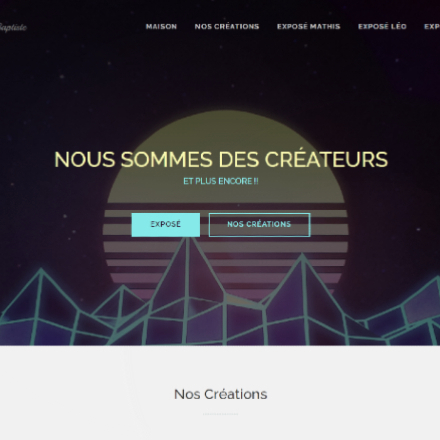 Baptiste
MAISON NOS CRÉATIONS EXPOSÉ MATHIS EXPOSÉ LÉO EXP
NOUS SOMMES DES CRÉATEURS
ET PLUS ENCORE !!
EXPOSÉ NOS CRÉATIONS
Nos Créations